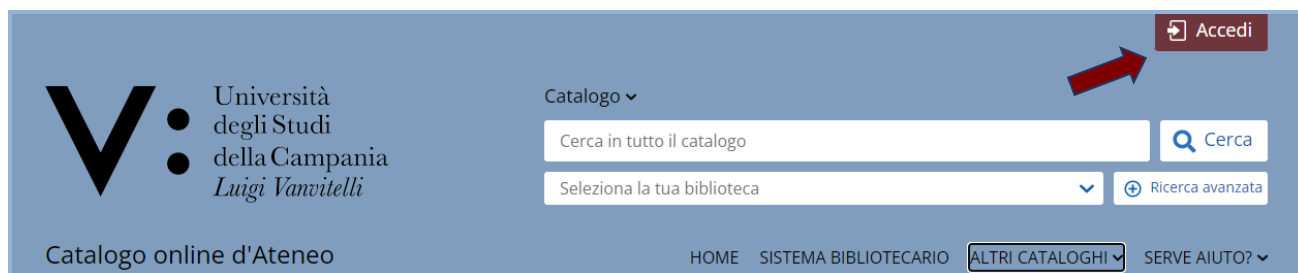 Accedi
Università
degli Studi
della Campania
Luigi Vanvitelli
Catalogo
Cerca in tutto il catalogo
Cerca
Seleziona la tua biblioteca
Ricerca avanzata
Catalogo online d'Ateneo
HOME SISTEMA BIBLIOTECARIO ALTRI CATALOGHI SERVE AIUTO?